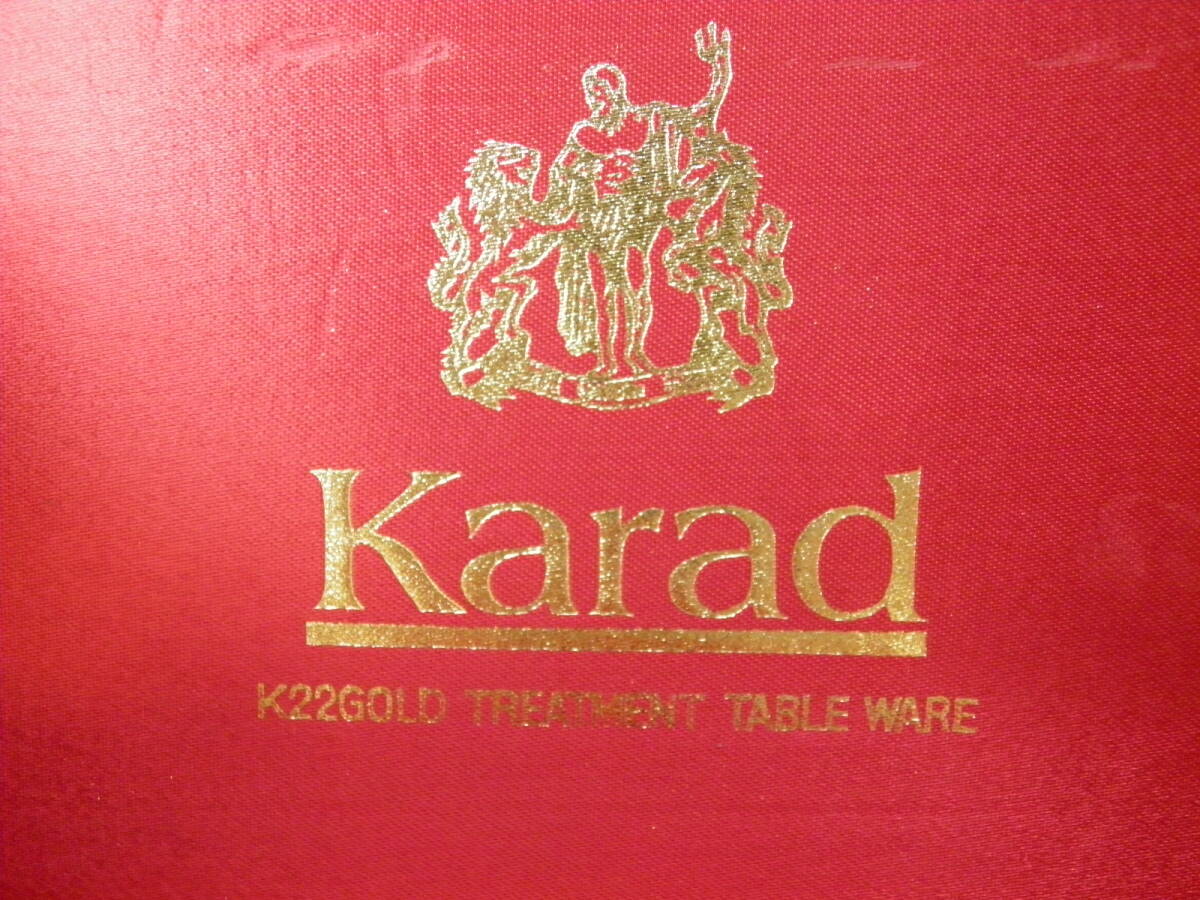 Karad
K22GOLD TREATMENT TABLE WARE